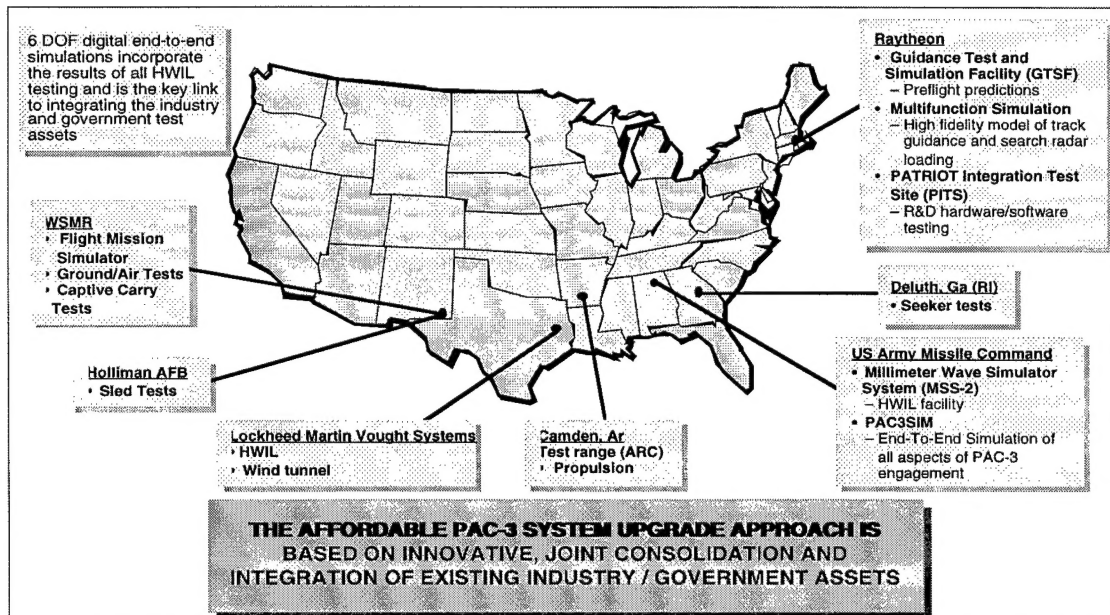 6 DOF digital end-to-end
simulations incorporate
the results of all HWIL
testing and is the key link
to integrating the industry
and government test
assets
Raytheon
• Guidance Test and
Simulation Facility (GTSF)
– Preflight predictions
• Multifunction Simulation
– High fidelity model of track
guidance and search radar
loading
• PATRIOT Integration Test
Site (PITS)
– R&D hardware/software
testing
WSMR
• Flight Mission
Simulator
• Ground/Air Tests
• Captive Carry
Tests
Deluth, Ga (RI)
• Seeker tests
Holliman AFB
• Sled Tests
US Army Missile Command
• Millimeter Wave Simulator
System (MSS-2)
– HWIL facility
• PAC3SIM
– End-To-End Simulation of
all aspects of PAC-3
engagement
Lockheed Martin Vought Systems
• HWIL
• Wind tunnel
Camden, Ar
Test range (ARC)
• Propulsion
THE AFFORDABLE PAC-3 SYSTEM UPGRADE APPROACH IS
BASED ON INNOVATIVE, JOINT CONSOLIDATION AND
INTEGRATION OF EXISTING INDUSTRY / GOVERNMENT ASSETS